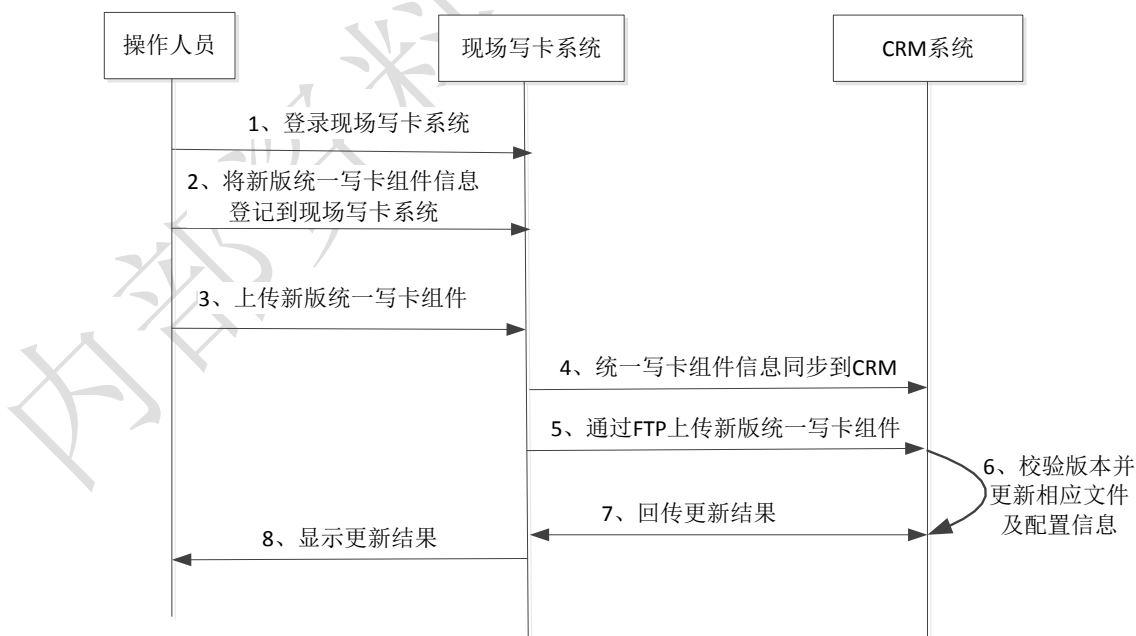 操作人员
现场写卡系统
CRM系统
1、登录现场写卡系统
2、将新版统一写卡组件信息
登记到现场写卡系统
3、上传新版统一写卡组件
4、统一写卡组件信息同步到CRM
5、通过FTP上传新版统一写卡组件
6、校验版本并
更新相应文件
及配置信息
7、回传更新结果
8、显示更新结果
内部资料